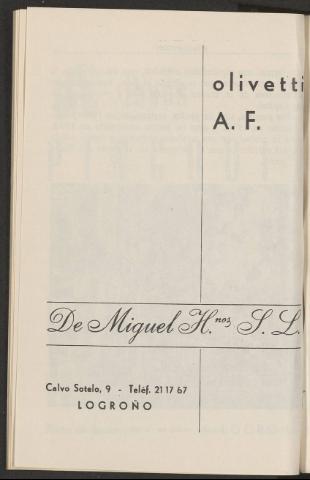 olivetti
A. F.
De Miguel H.nos S. L.
Calvo Sotelo, 9 - Teléf. 21 17 67
LOGROÑO